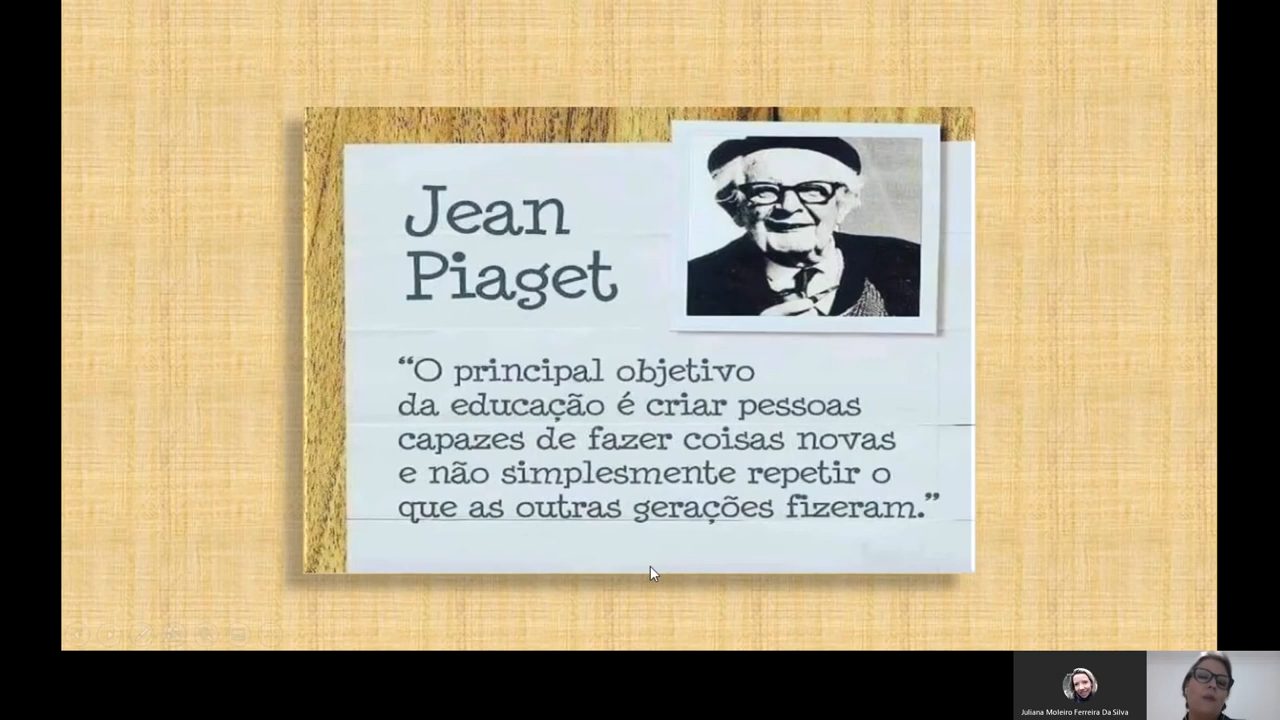 Jean
Piaget
“O principal objetivo
da educação é criar pessoas
capazes de fazer coisas novas
e não simplesmente repetir o
que as outras gerações fizeram.”
Juliana Moleiro Ferreira Da Silva